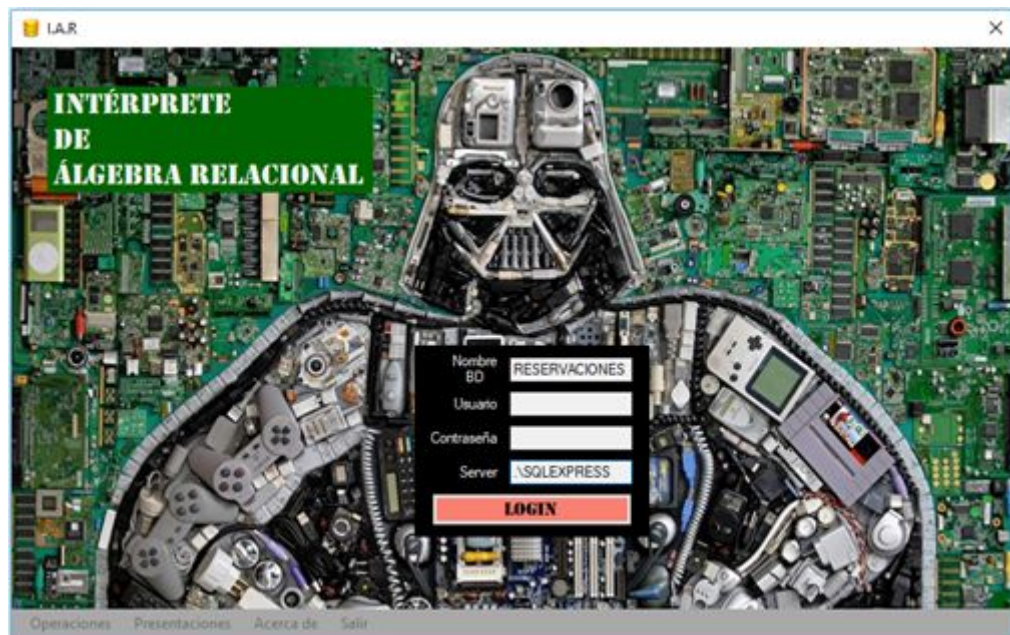 I.A.R
INTÉRPRETE
DE
ÁLGEBRA RELACIONAL
Nombre
BD
RESERVACIONES
Usuario
Contraseña
Server
.\SQLEXPRESS
LOGIN
Operaciones Presentaciones Acerca de Salir